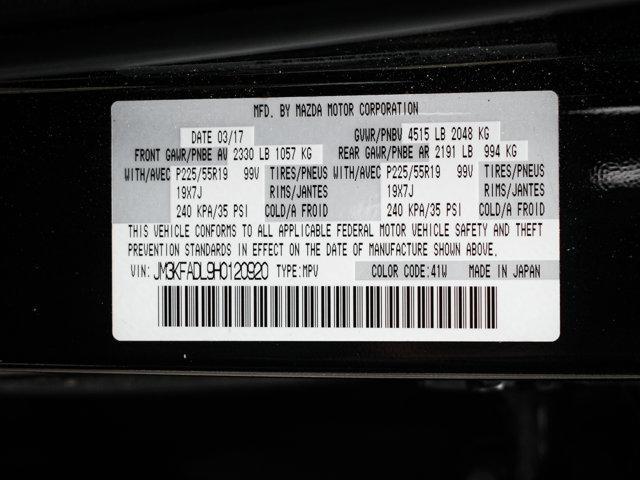 MFD. BY MAZDA MOTOR CORPORATION
DATE 03/17 GVWR/PNBV 4515 LB 2048 KG
FRONT GAWR/PNBE AV 2330 LB 1057 KG REAR GAWR/PNBE AR 2191 LB 994 KG
WITH/AVEC P225/55R19 99V TIRES/PNEUS WITH/AVEC P225/55R19 99V TIRES/PNEUS
19X7J RIMS/JANTES 19X7J RIMS/JANTES
240 KPA/35 PSI COLD/A FROID 240 KPA/35 PSI COLD/A FROID
THIS VEHICLE CONFORMS TO ALL APPLICABLE FEDERAL MOTOR VEHICLE SAFETY AND THEFT
PREVENTION STANDARDS IN EFFECT ON THE DATE OF MANUFACTURE SHOWN ABOVE.
VIN: JM3KFADL9H0120920 TYPE:MPV COLOR CODE:41W MADE IN JAPAN